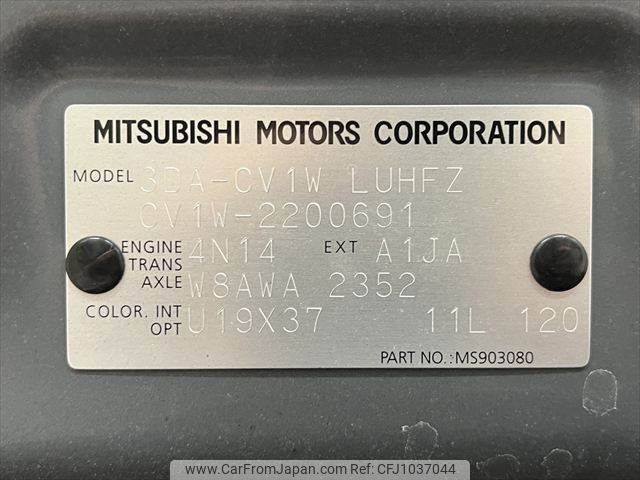 MITSUBISHI MOTORS CORPORATION
MODEL 3DA-CV1W LUHFZ
CV1W-2200691
ENGINE 4N14 EXT A1JA
TRANS
AXLE W8AWA 2352
COLOR. INT
OPT U19X37 11L 120
PART NO.:MS903080
www.CarFromJapan.com | Ref No. CFJ1037044